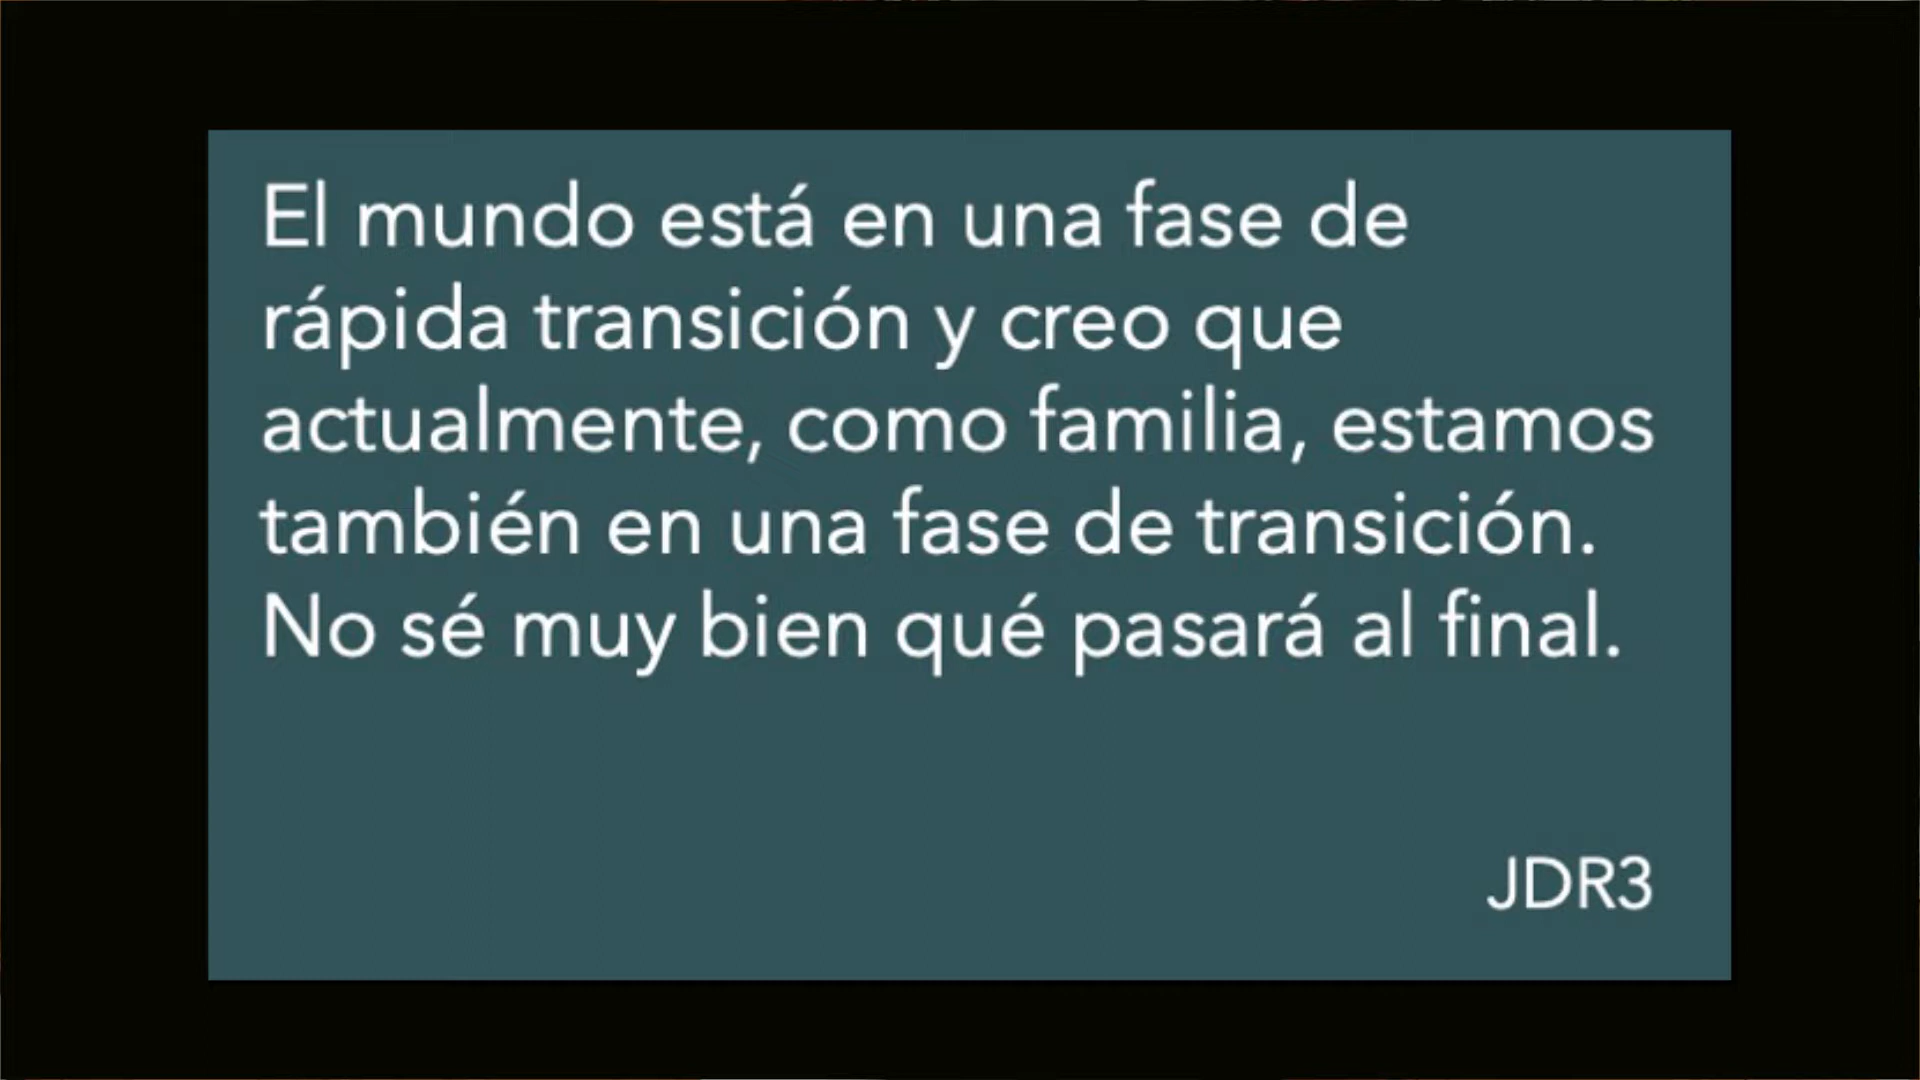 El mundo está en una fase de
rápida transición y creo que
actualmente, como familia, estamos
también en una fase de transición.
No sé muy bien qué pasará al final.
JDR3